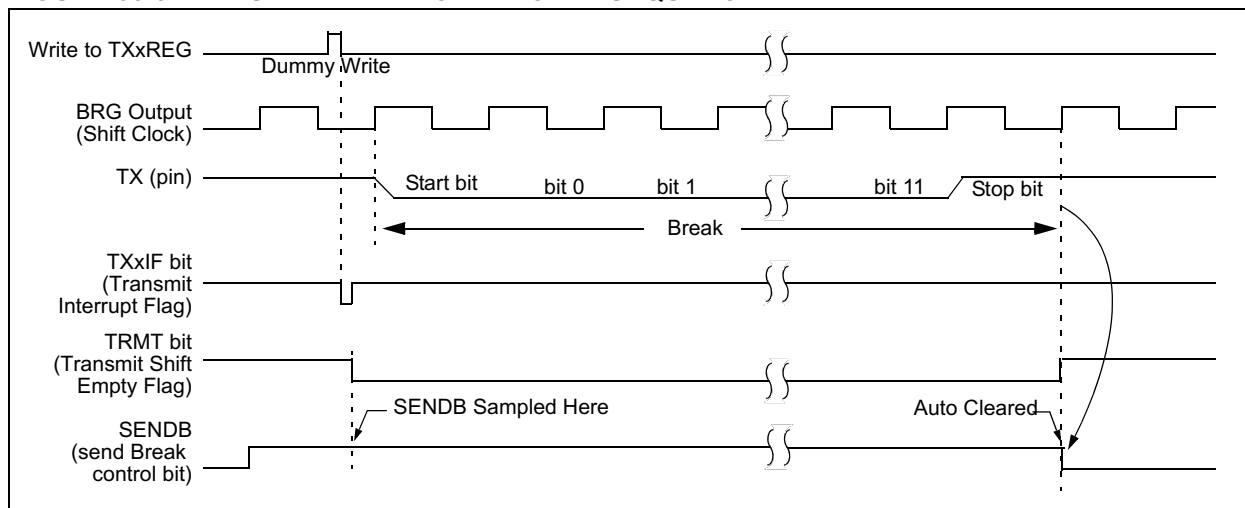 Write to TXxREG
Dummy Write
BRG Output
(Shift Clock)
TX (pin)
Start bit
bit 0
bit 1
bit 11
Stop bit
Break
TXxIF bit
(Transmit
Interrupt Flag)
TRMT bit
(Transmit Shift
Empty Flag)
SENDB Sampled Here
Auto Cleared
SENDB
(send Break
control bit)